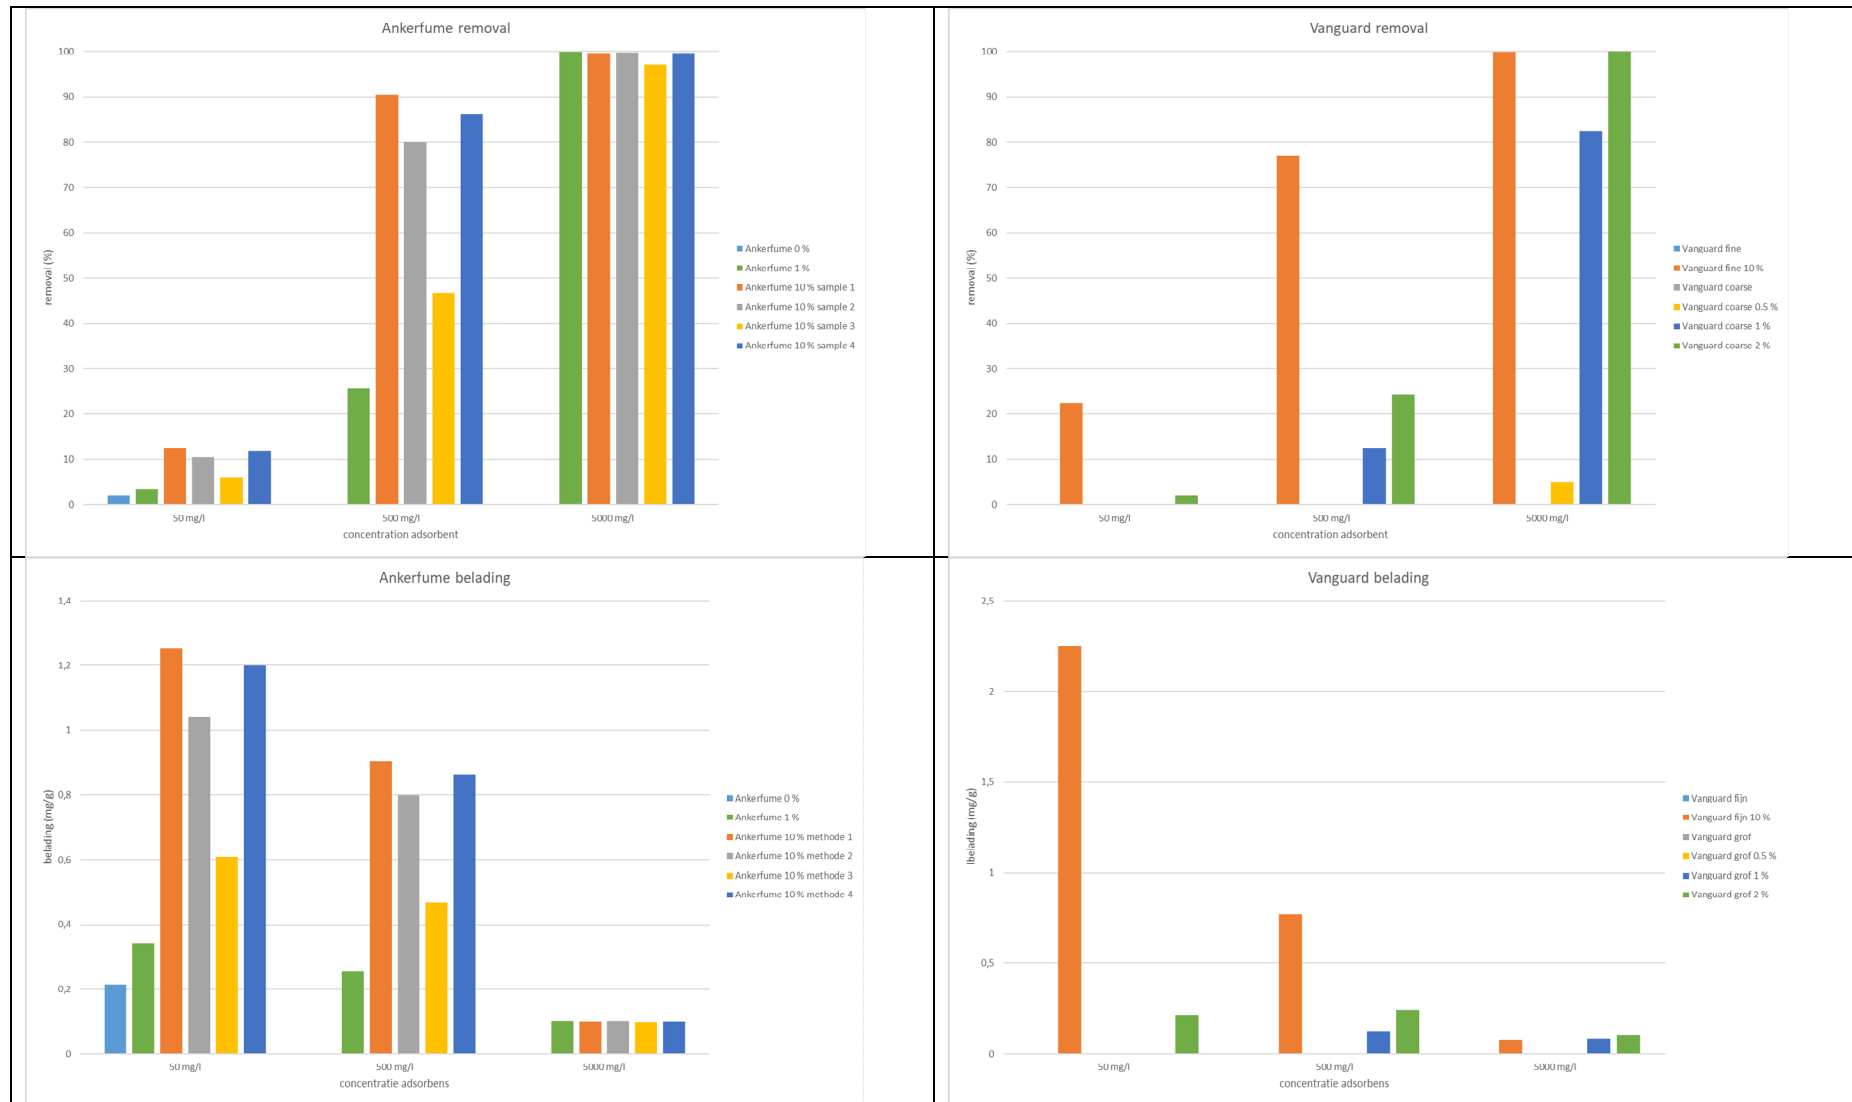 Ankerfume removal
100
90
80
70
60
50
40
30
20
10
0
removal (%)
50 mg/l
500 mg/l
5000 mg/l
concentration adsorbent
Ankerfume 0 %
Ankerfume 1 %
Ankerfume 10 % sample 1
Ankerfume 10 % sample 2
Ankerfume 10 % sample 3
Ankerfume 10 % sample 4
Vanguard removal
100
90
80
70
60
50
40
30
20
10
0
removal (%)
50 mg/l
500 mg/l
5000 mg/l
concentration adsorbent
Vanguard fine
Vanguard fine 10 %
Vanguard coarse
Vanguard coarse 0.5 %
Vanguard coarse 1 %
Vanguard coarse 2 %
Ankerfume belading
1,4
1,2
1
0,8
0,6
0,4
0,2
0
belading (mg/g)
50 mg/l
500 mg/l
5000 mg/l
concentratie adsorbens
Ankerfume 0 %
Ankerfume 1 %
Ankerfume 10 % methode 1
Ankerfume 10 % methode 2
Ankerfume 10 % methode 3
Ankerfume 10 % methode 4
Vanguard belading
2,5
2
1,5
1
0,5
0
lbelading (mg/g)
50 mg/l
500 mg/l
5000 mg/l
concentratie adsorbens
Vanguard fijn
Vanguard fijn 10 %
Vanguard grof
Vanguard grof 0.5 %
Vanguard grof 1 %
Vanguard grof 2 %